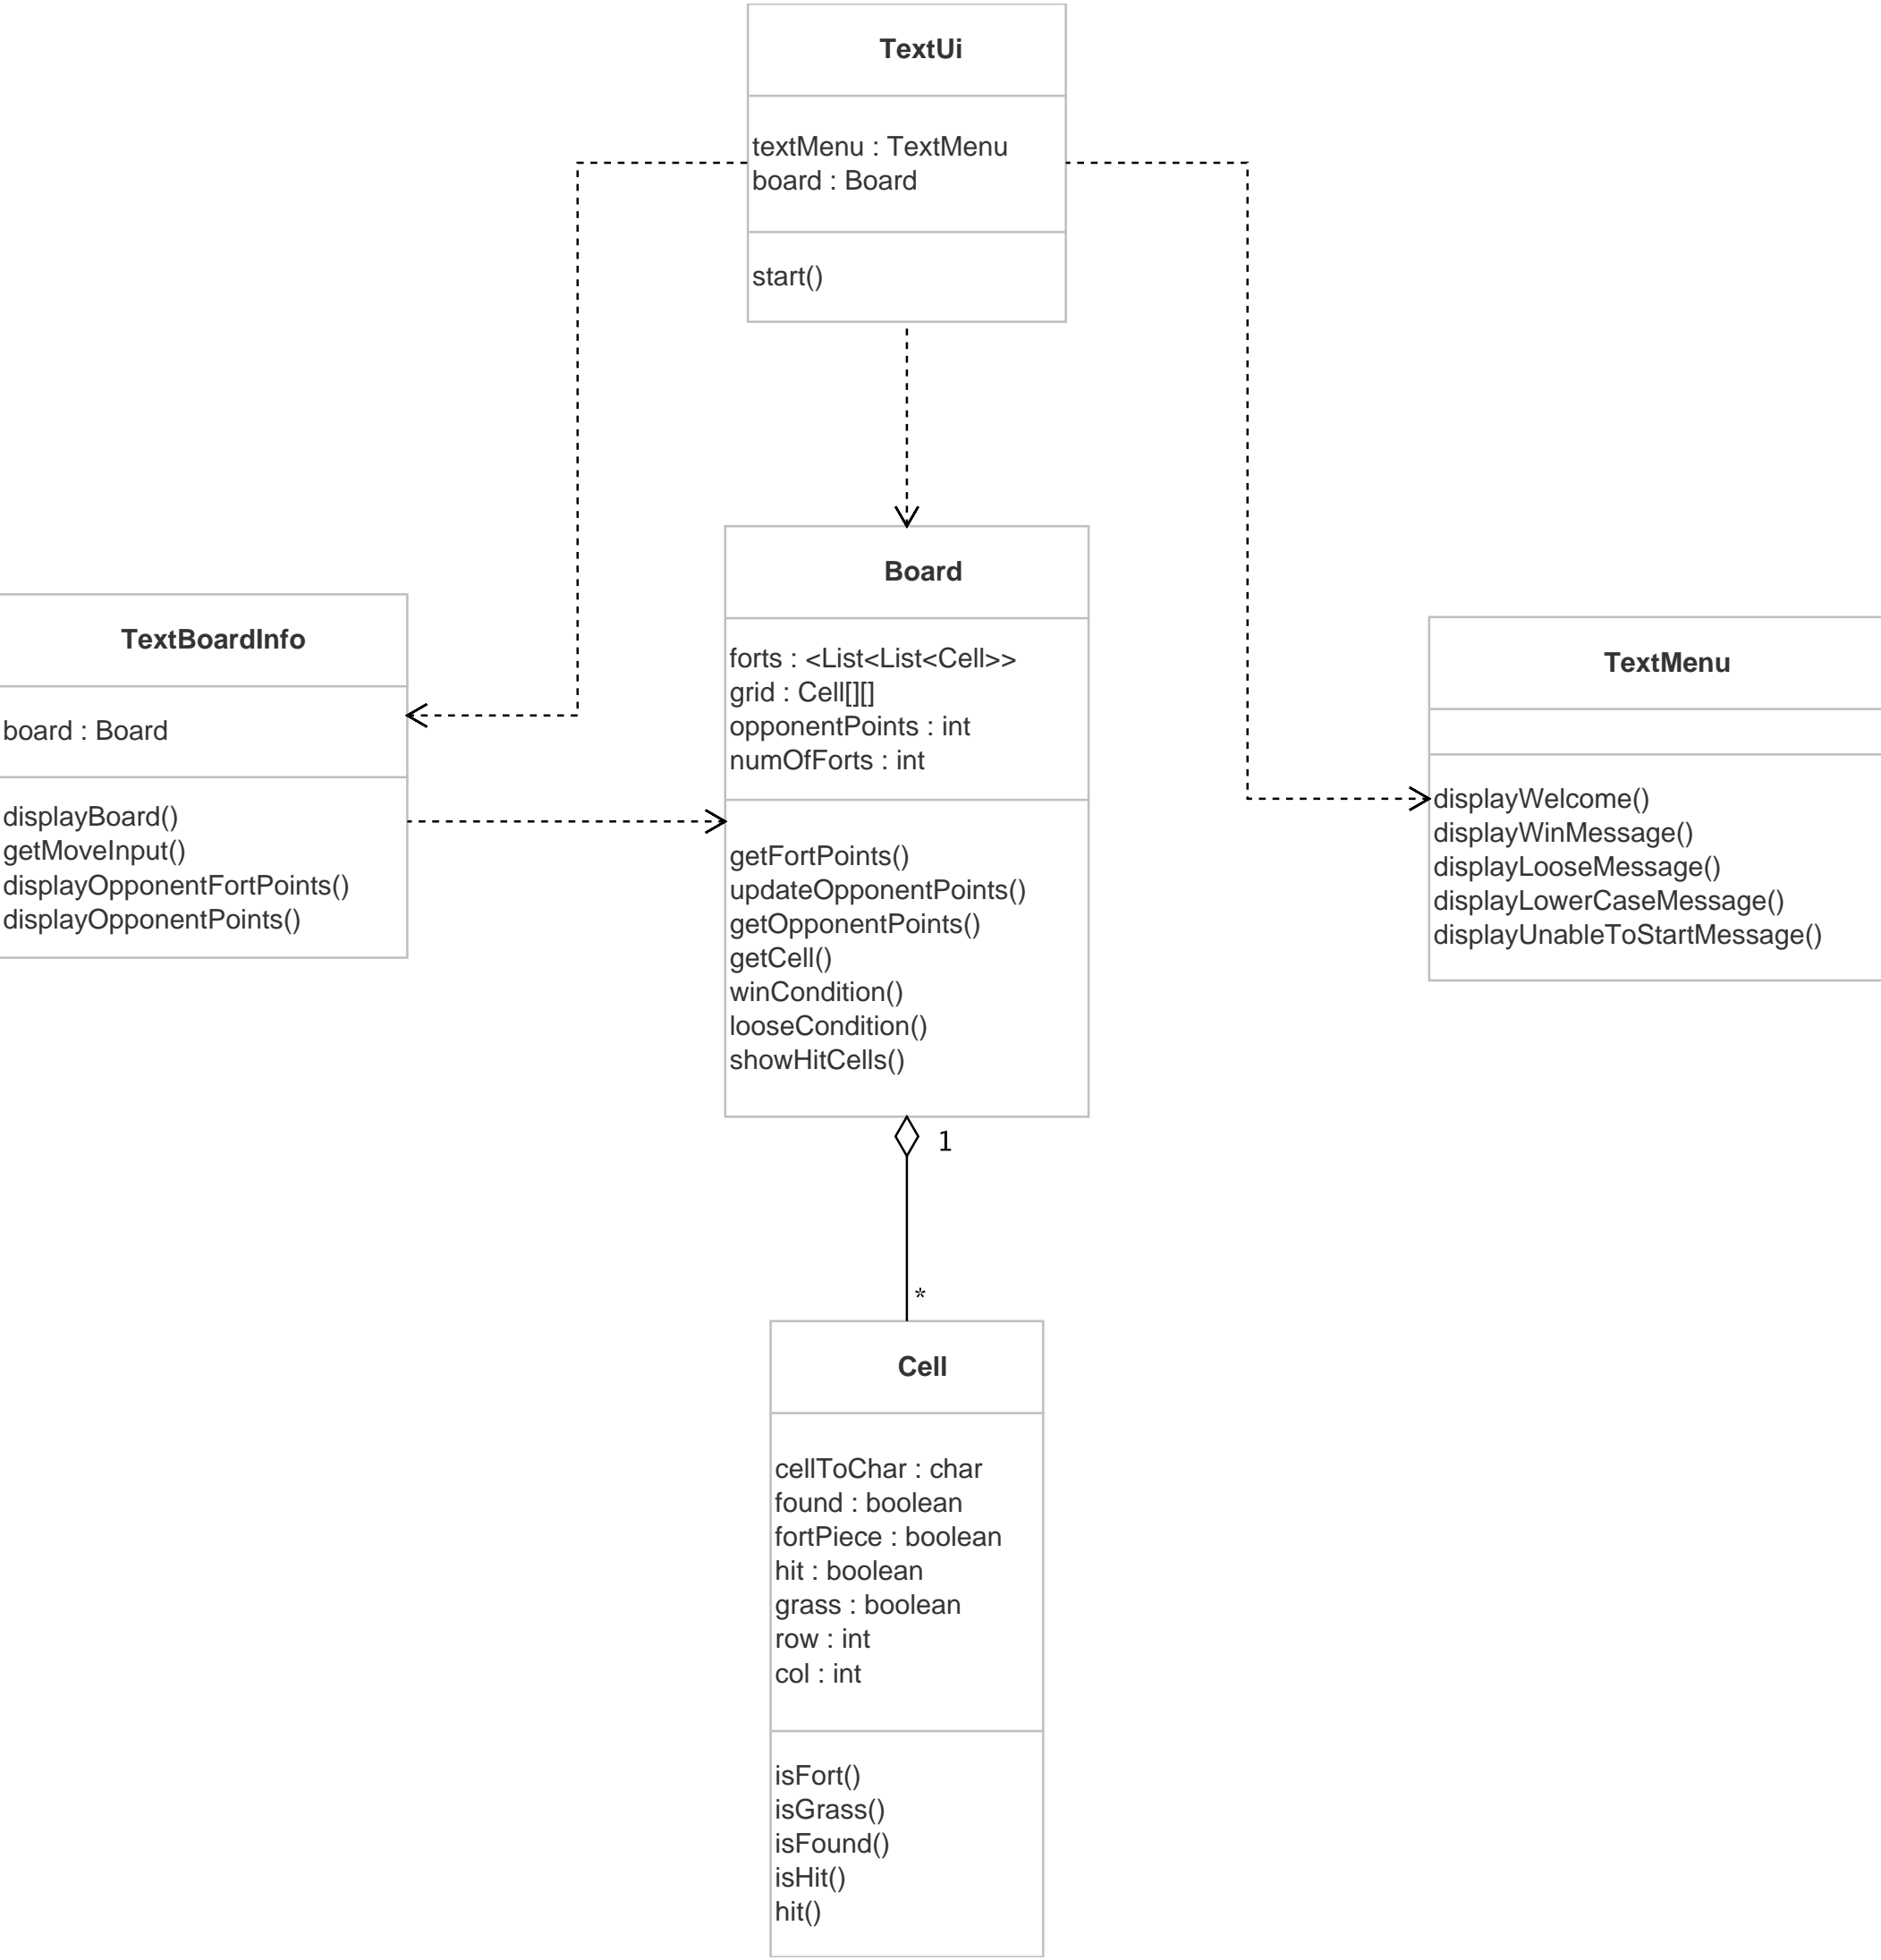 TextUi
textMenu : TextMenu
board : Board
start()
TextBoardInfo
board : Board
displayBoard()
getMoveInput()
displayOpponentFortPoints()
displayOpponentPoints()
Board
forts : <List<List<Cell>>
grid : Cell[][]
opponentPoints : int
numOfForts : int
getFortPoints()
updateOpponentPoints()
getOpponentPoints()
getCell()
winCondition()
looseCondition()
showHitCells()
TextMenu
displayWelcome()
displayWinMessage()
displayLooseMessage()
displayLowerCaseMessage()
displayUnableToStartMessage()
1
*
Cell
cellToChar : char
found : boolean
fortPiece : boolean
hit : boolean
grass : boolean
row : int
col : int
isFort()
isGrass()
isFound()
isHit()
hit()